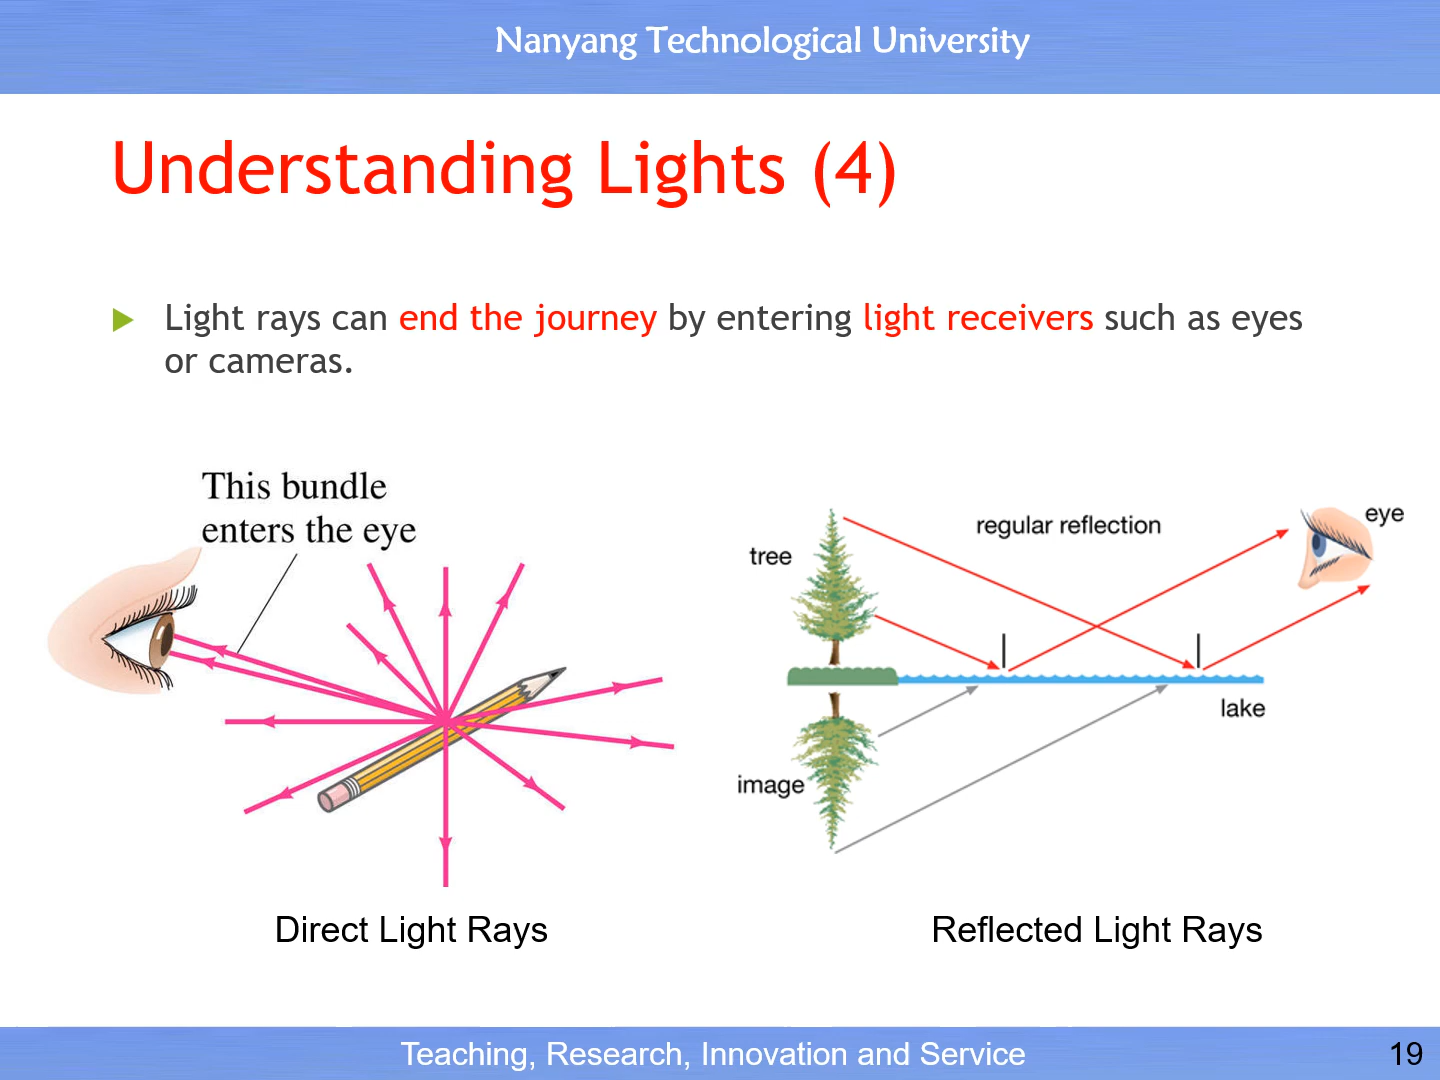 Nanyang Technological University
Understanding Lights (4)
Light rays can end the journey by entering light receivers such as eyes
or cameras.
This bundle
enters the eye
Direct Light Rays
tree
regular reflection
eye
lake
image
Reflected Light Rays
Teaching, Research, Innovation and Service
19